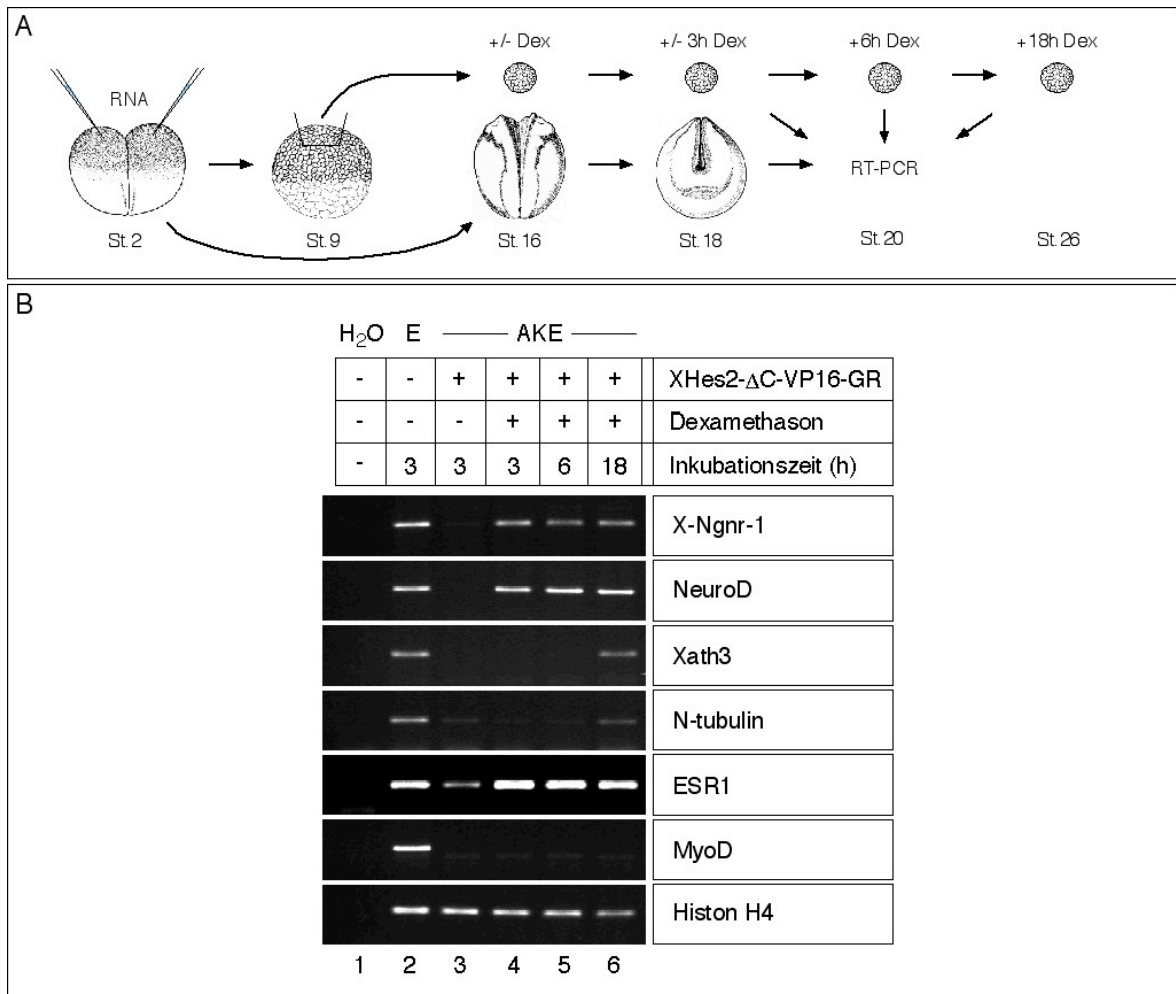 A
+/- Dex +/- 3h Dex +6h Dex +18h Dex
RNA
RT-PCR
St. 2 St. 9 St. 16 St. 18 St. 20 St. 26
B
H2O E AKE
- - + + + + XHes2-ΔC-VP16-GR
- - - + + + Dexamethason
- 3 3 3 6 18 Inkubationszeit (h)
X-Ngnr-1
NeuroD
Xath3
N-tubulin
ESR1
MyoD
Histon H4
1 2 3 4 5 6